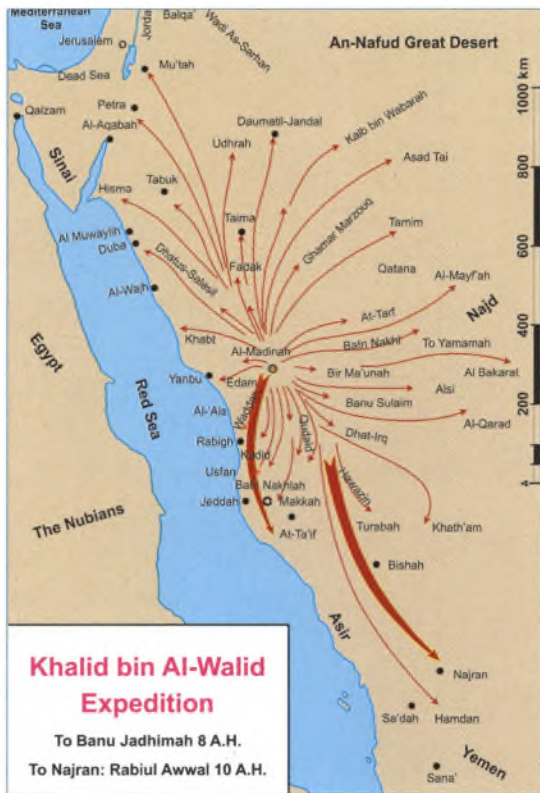 Mediterranean
Sea
Balqa'
Jorda
Wadi As-Sarhan
An-Nafud Great Desert
Jerusalem
Mu'tah
Dead Sea
Petra
Qalzam
Al-Aqabah
Daumatil-Jandal
Kalb bin Wabarah
Udhrah
Asad Tai
Sinai
Hisma
Tabuk
Taima
Ghamar Marzouq
Tamim
Al Muwaylih
Duba
Dhatus-Salasil
Fadak
Qatana
Al-Mayf'ah
Al-Wajh
Najd
Egypt
Khabt
Al-Madinah
At-Tarf
Batn Nakhl
To Yamamah
Red Sea
Yanbu
Edam
Bir Ma'unah
Al Bakarat
Al-'Ala
Waddan
Banu Sulaim
Alsi
Qudaid
Dhat-Irq
Al-Qarad
Rabigh
Usfan
Batn Nakhlah
Hawazin
Jeddah
Makkah
Turabah
Khath'am
The Nubians
At-Ta'if
Bishah
Asir
Najran
Sa'dah
Hamdan
Yemen
Sana'
1000 km
800
600
400
200
Khalid bin Al-Walid
Expedition
To Banu Jadhimah 8 A.H.
To Najran: Rabiul Awwal 10 A.H.